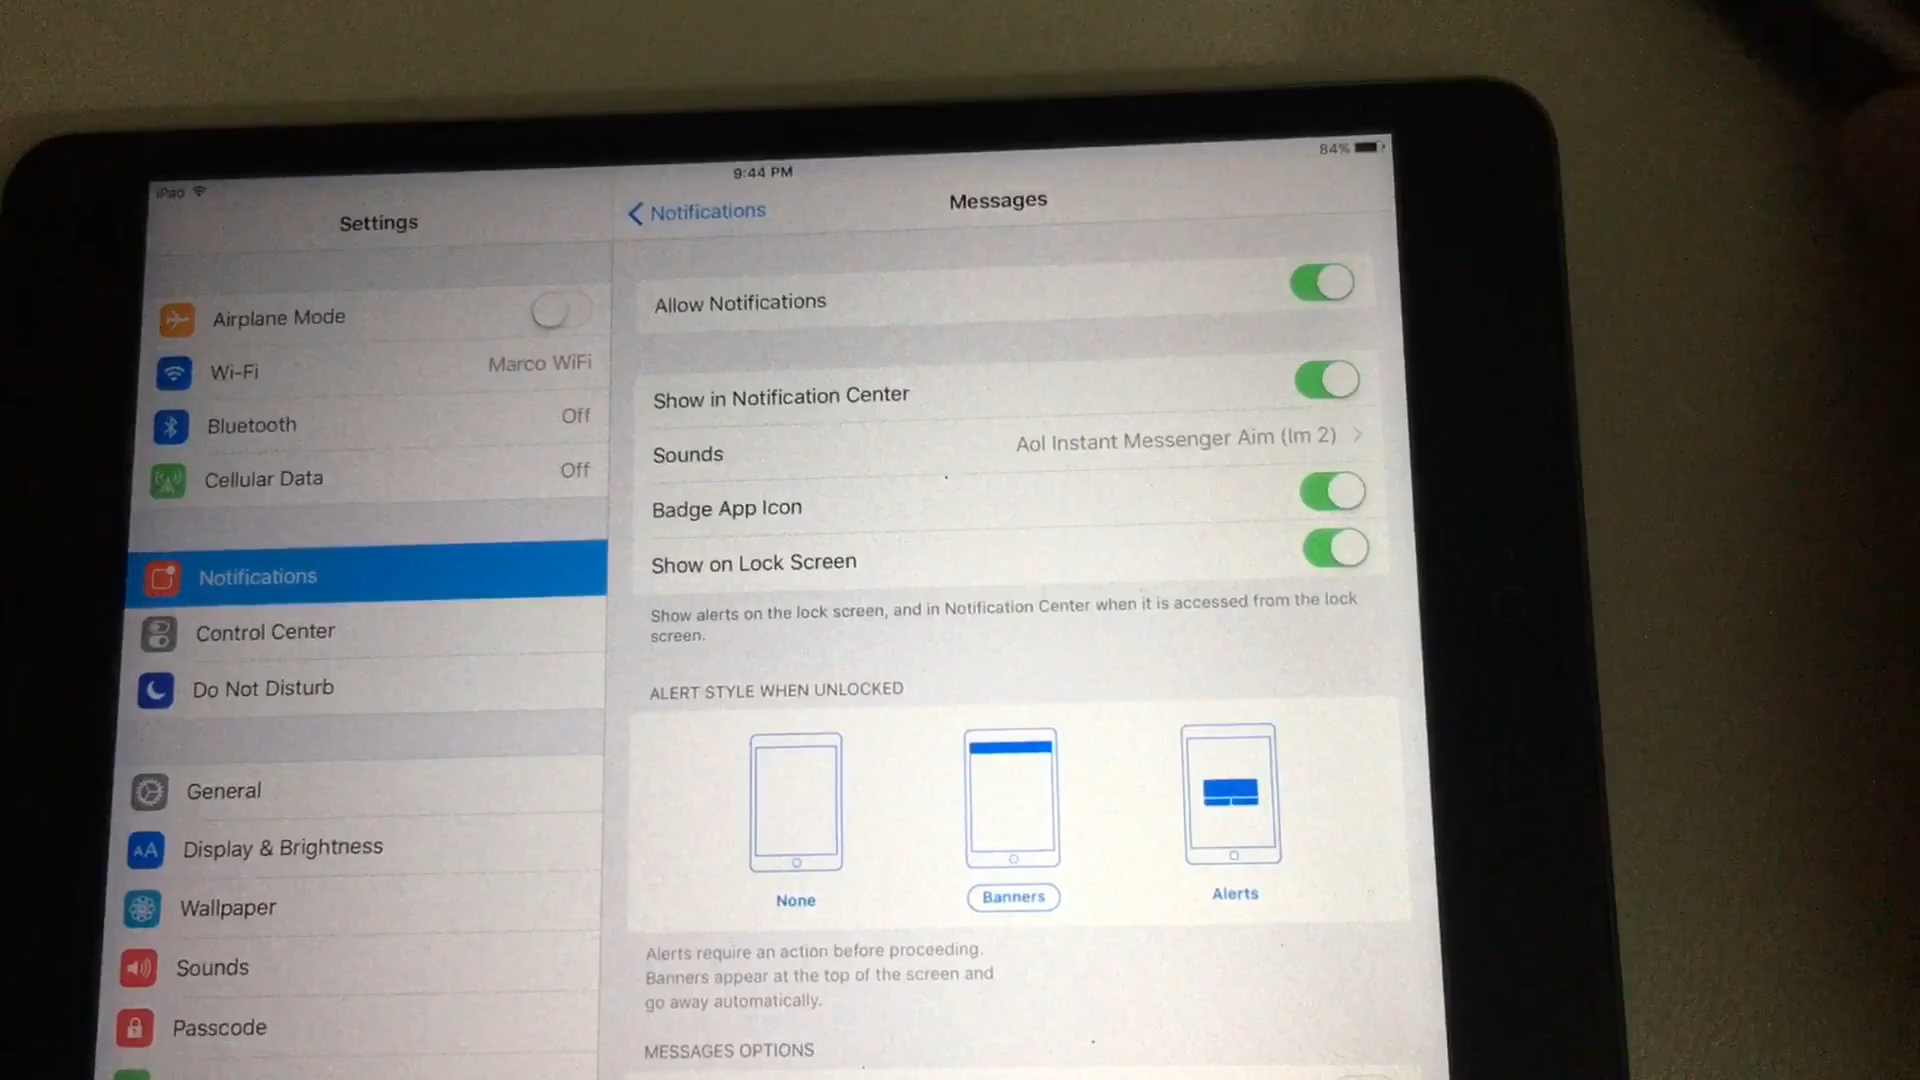 iPad
9:44 PM
84%
Settings
Airplane Mode
Wi-Fi
Marco WiFi
Bluetooth
Off
Cellular Data
Off
Notifications
Control Center
Do Not Disturb
General
Display & Brightness
AA
Wallpaper
Sounds
Passcode
Notifications
Messages
Allow Notifications
Show in Notification Center
Sounds
Aol Instant Messenger Aim (Im 2)
Badge App Icon
Show on Lock Screen
Show alerts on the lock screen, and in Notification Center when it is accessed from the lock
screen.
ALERT STYLE WHEN UNLOCKED
None
Banners
Alerts
Alerts require an action before proceeding.
Banners appear at the top of the screen and
go away automatically.
MESSAGES OPTIONS